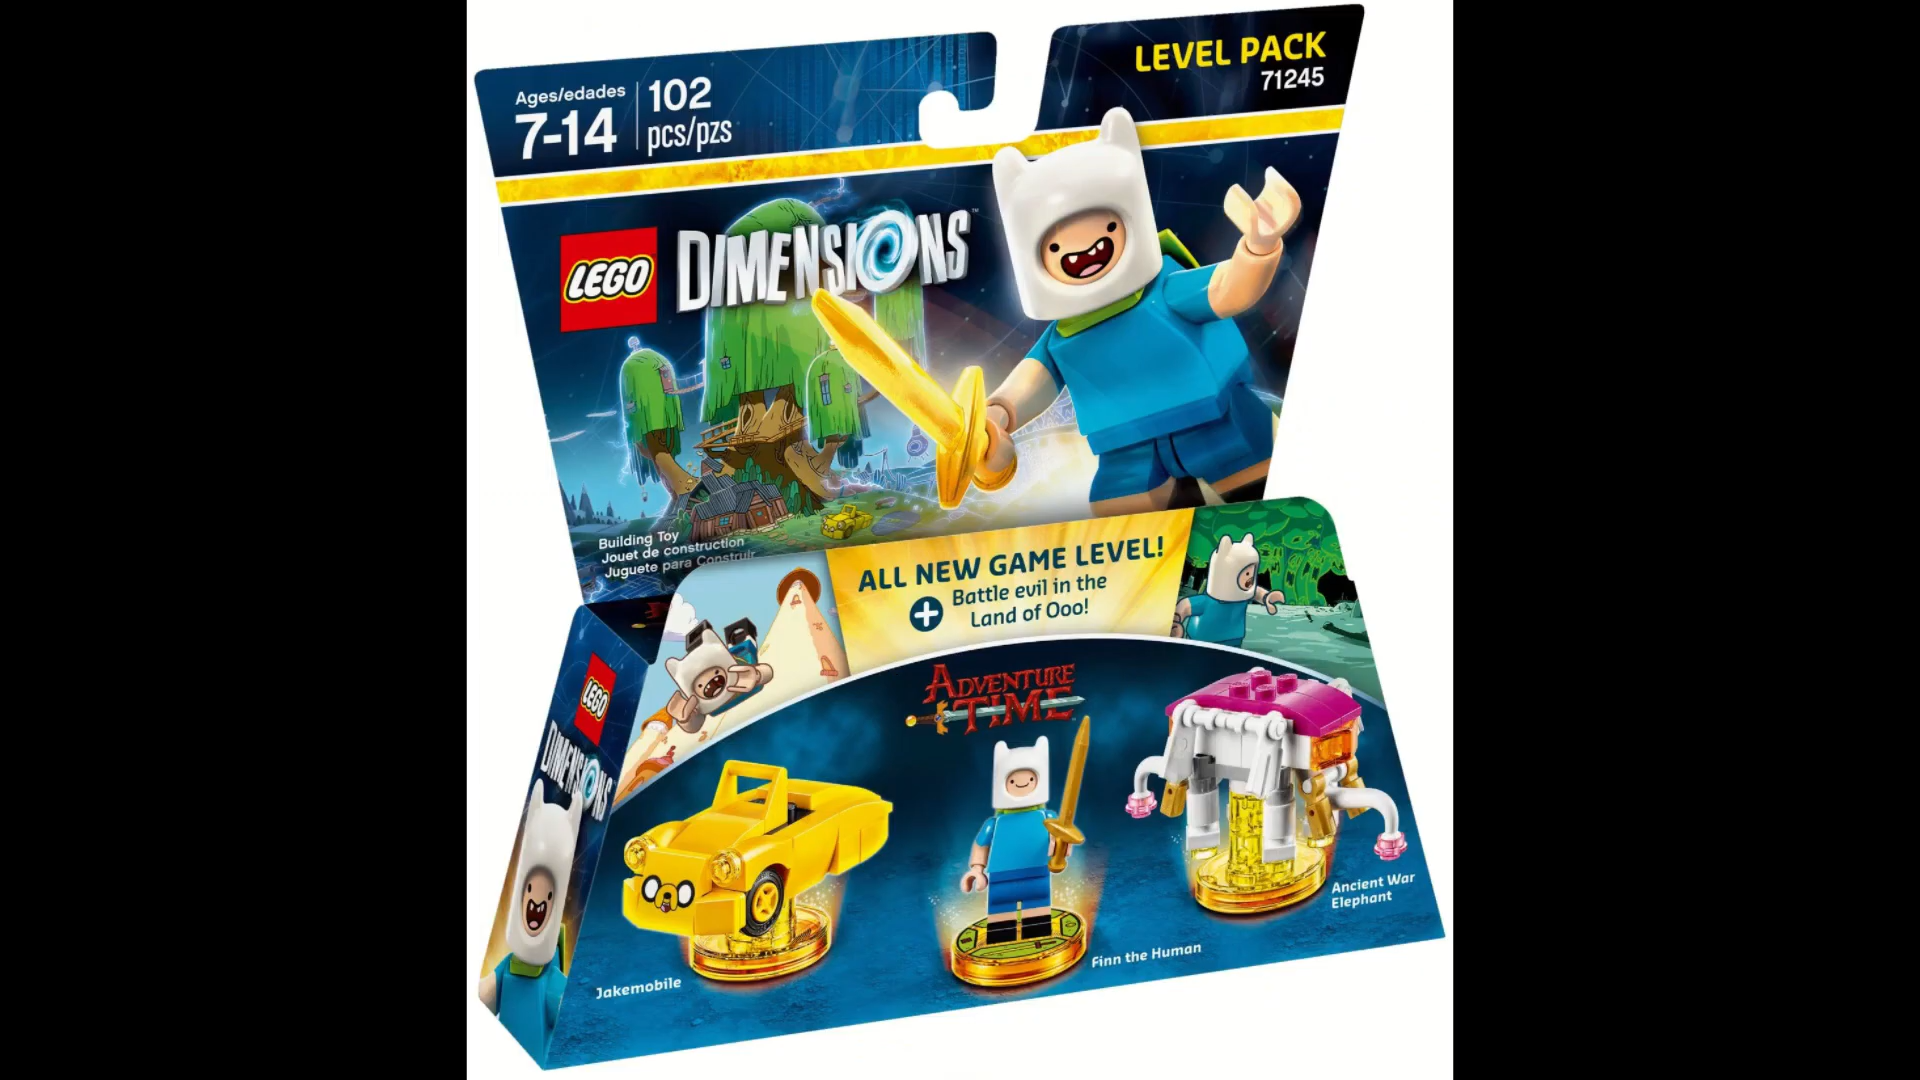 Ages/edades
7-14
102
pcs/pzs
LEVEL PACK
71245
LEGO DIMENSIONS™
Building Toy
Jouet de construction
Juguete para Construir
ALL NEW GAME LEVEL!
+ Battle evil in the
Land of Ooo!
ADVENTURE
TIME
LEGO
DIMENSIONS
Jakemobile
Finn the Human
Ancient War
Elephant